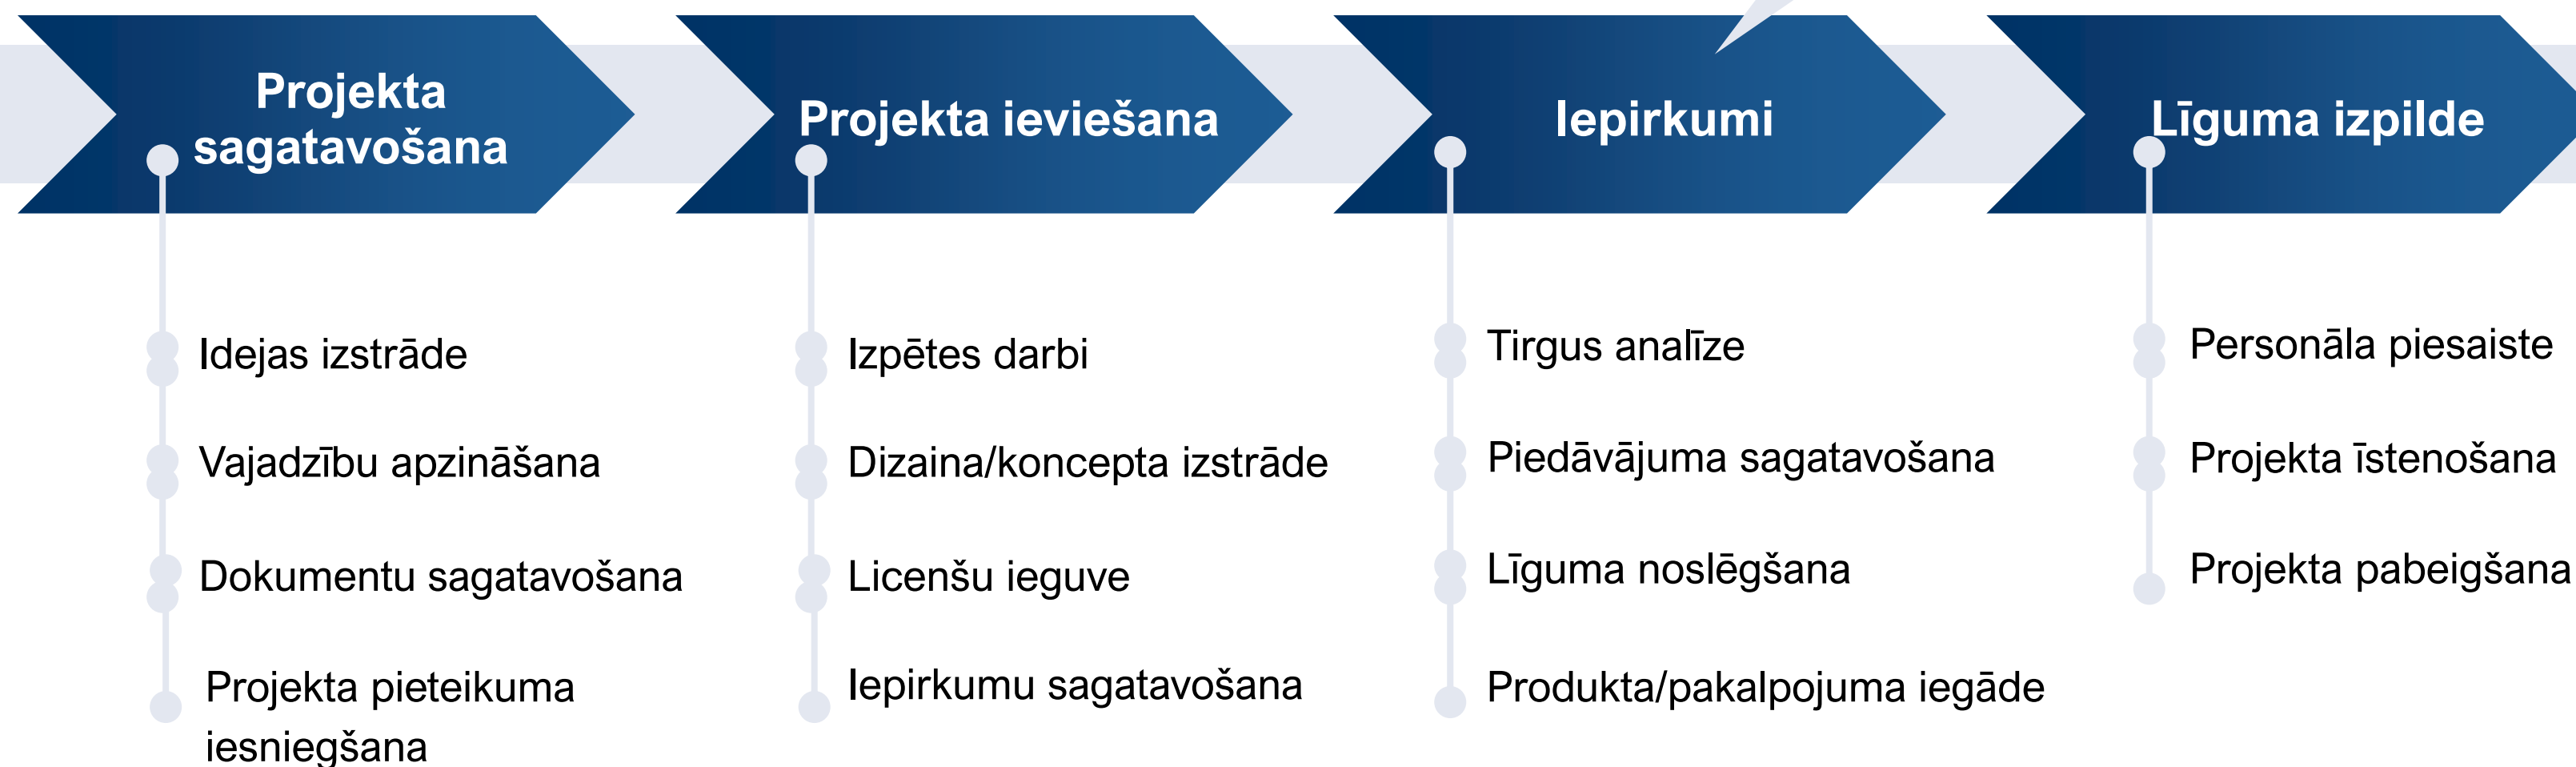 Projekta
sagatavošana
Projekta ieviešana
Iepirkumi
Līguma izpilde
Idejas izstrāde
Vajadzību apzināšana
Dokumentu sagatavošana
Projekta pieteikuma
iesniegšana
Izpētes darbi
Dizaina/koncepta izstrāde
Licenšu ieguve
Iepirkumu sagatavošana
Tirgus analīze
Piedāvājuma sagatavošana
Līguma noslēgšana
Produkta/pakalpojuma iegāde
Personāla piesaiste
Projekta īstenošana
Projekta pabeigšana